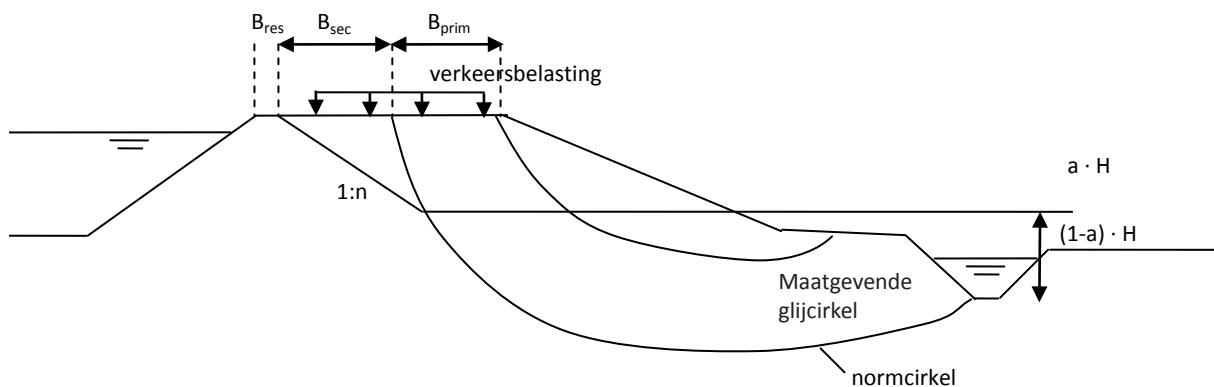 B_res B_sec B_prim
verkeersbelasting
a · H
1:n
(1-a) · H
Maatgevende
glijcirkel
normcirkel